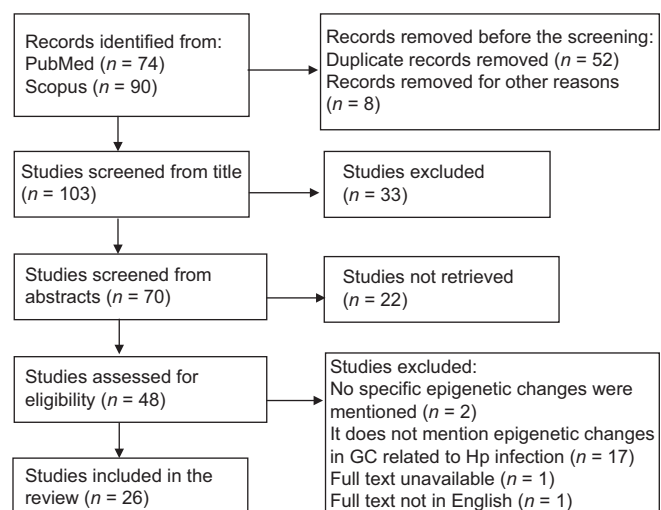 Records identified from:
PubMed (n = 74)
Scopus (n = 90)
Records removed before the screening:
Duplicate records removed (n = 52)
Records removed for other reasons
(n = 8)
Studies screened from title
(n = 103)
Studies excluded
(n = 33)
Studies screened from
abstracts (n = 70)
Studies not retrieved
(n = 22)
Studies assessed for
eligibility (n = 48)
Studies excluded:
No specific epigenetic changes were
mentioned (n = 2)
It does not mention epigenetic changes
in GC related to Hp infection (n = 17)
Full text unavailable (n = 1)
Full text not in English (n = 1)
Studies included in the
review (n = 26)